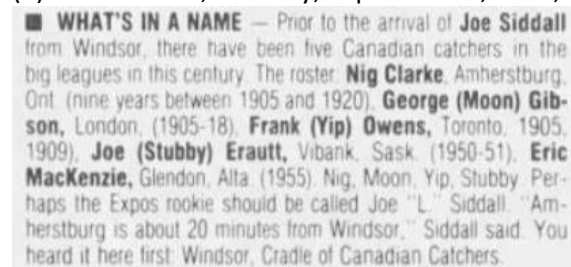 ■ WHAT'S IN A NAME — Prior to the arrival of Joe Siddall
from Windsor, there have been five Canadian catchers in the
big leagues in this century. The roster: Nig Clarke, Amherstburg,
Ont. (nine years between 1905 and 1920), George (Moon) Gib-
son, London, (1905-18), Frank (Yip) Owens, Toronto, 1905,
1909), Joe (Stubby) Erautt, Vibank, Sask. (1950-51), Eric
MacKenzie, Glendon, Alta. (1955). Nig, Moon, Yip, Stubby. Per-
haps the Expos rookie should be called Joe "L." Siddall. "Am-
herstburg is about 20 minutes from Windsor," Siddall said. You
heard it here first: Windsor, Cradle of Canadian Catchers.